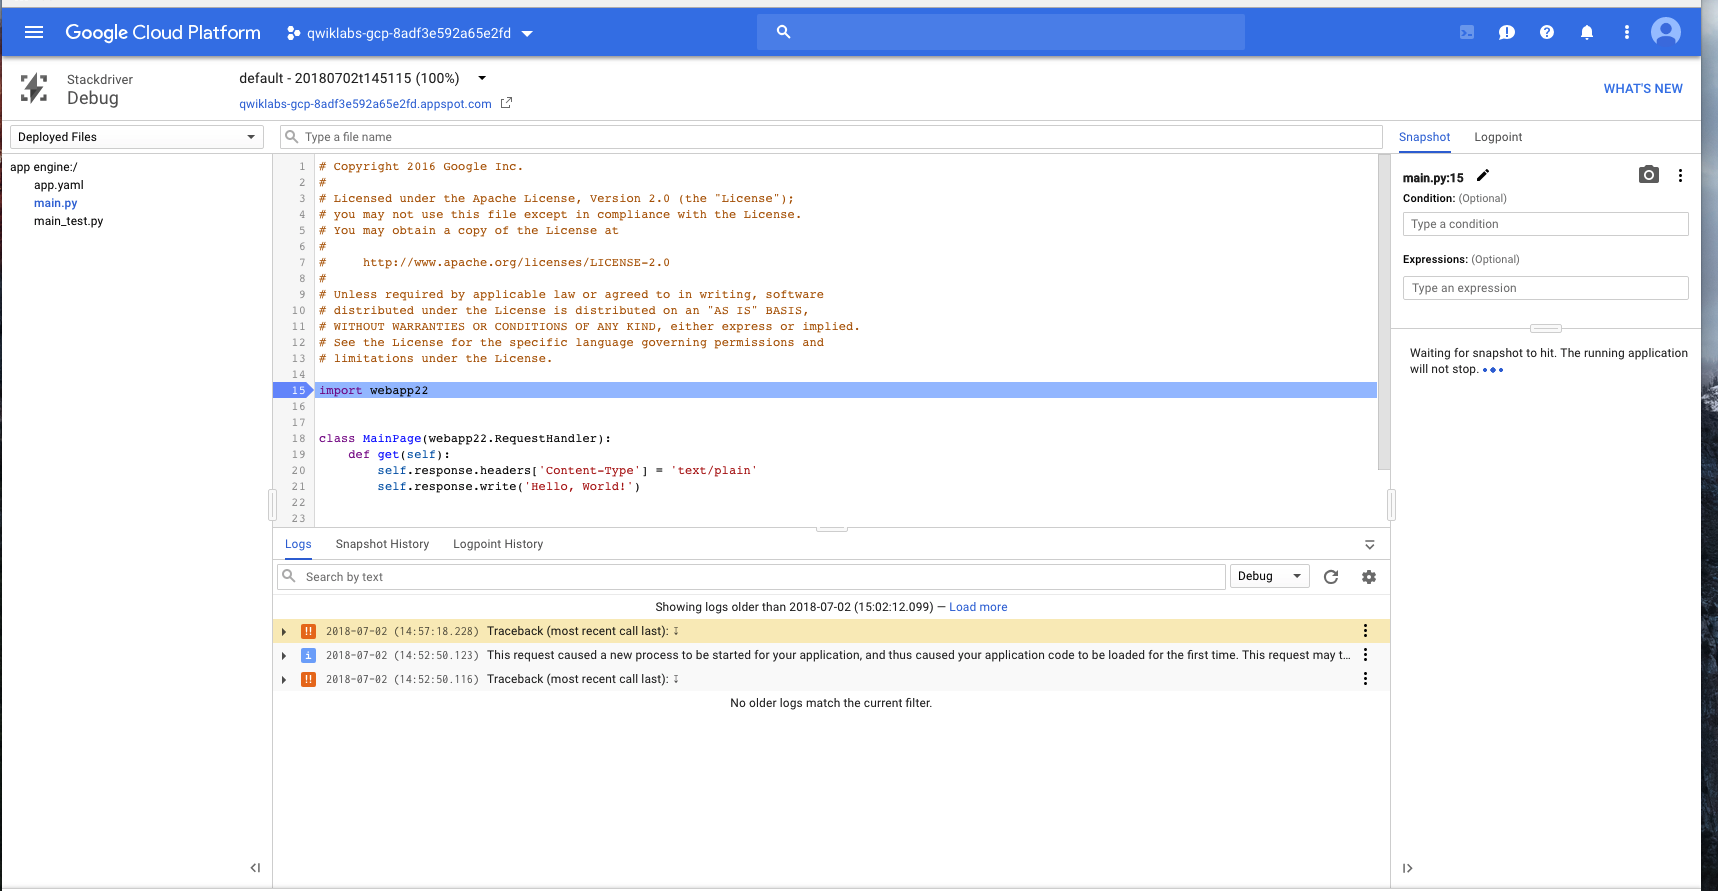 Google Cloud Platform
qwiklabs-gcp-8adf3e592a65e2fd
Stackdriver
Debug
default - 20180702t145115 (100%)
qwiklabs-gcp-8adf3e592a65e2fd.appspot.com
WHAT'S NEW
Deployed Files
Type a file name
Snapshot
Logpoint
app engine:/
app.yaml
main.py
main_test.py
1 # Copyright 2016 Google Inc.
2 #
3 # Licensed under the Apache License, Version 2.0 (the "License");
4 # you may not use this file except in compliance with the License.
5 # You may obtain a copy of the License at
6 #
7 #     http://www.apache.org/licenses/LICENSE-2.0
8 #
9 # Unless required by applicable law or agreed to in writing, software
10 # distributed under the License is distributed on an "AS IS" BASIS,
11 # WITHOUT WARRANTIES OR CONDITIONS OF ANY KIND, either express or implied.
12 # See the License for the specific language governing permissions and
13 # limitations under the License.
14
15 import webapp22
16
17
18 class MainPage(webapp22.RequestHandler):
19     def get(self):
20         self.response.headers['Content-Type'] = 'text/plain'
21         self.response.write('Hello, World!')
22
23
main.py:15
Condition: (Optional)
Type a condition
Expressions: (Optional)
Type an expression
Waiting for snapshot to hit. The running application
will not stop.
Logs
Snapshot History
Logpoint History
Search by text
Debug
Showing logs older than 2018-07-02 (15:02:12.099) — Load more
!! 2018-07-02 (14:57:18.228) Traceback (most recent call last): ↧
i 2018-07-02 (14:52:50.123) This request caused a new process to be started for your application, and thus caused your application code to be loaded for the first time. This request may t...
!! 2018-07-02 (14:52:50.116) Traceback (most recent call last): ↧
No older logs match the current filter.